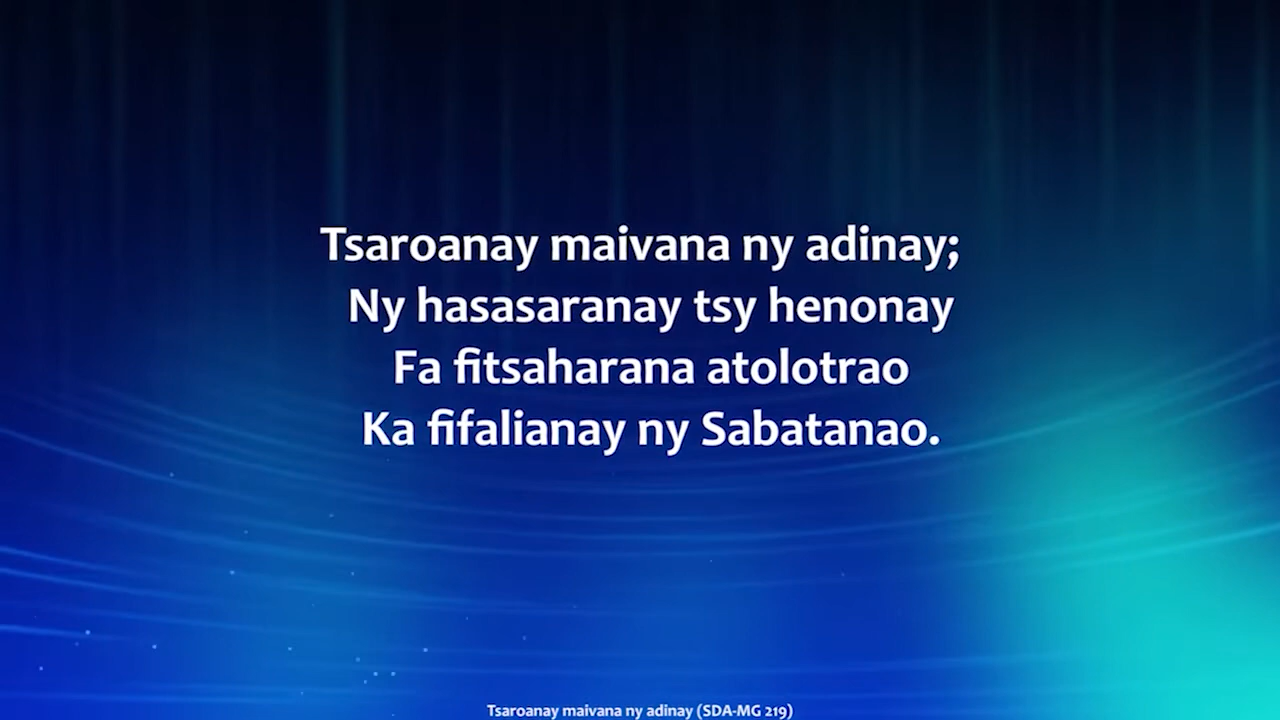 Tsaroanay maivana ny adinay;
Ny hasasaranay tsy henonay
Fa fitsaharana atolotrao
Ka fifalianay ny Sabatanao.
Tsaroanay maivana ny adinay (SDA-MG 219)